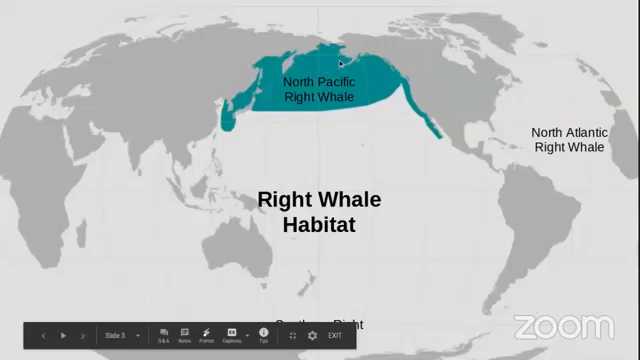 North Pacific
Right Whale
North Atlantic
Right Whale
Right Whale
Habitat
Right
Slide 3
Q&A
Notes
Pointer
Captions
Tips
EXIT
zoom